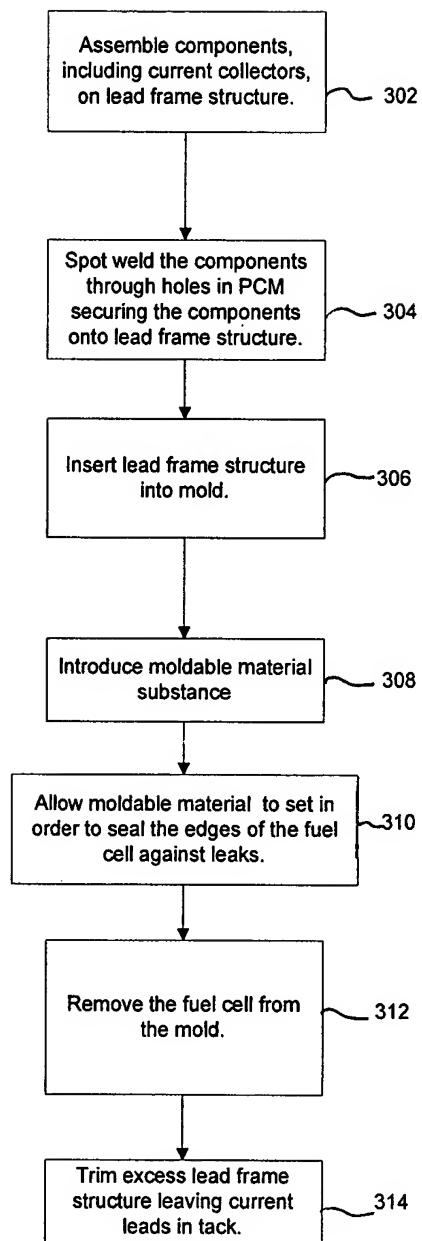 Assemble components,
including current collectors,
on lead frame structure.
302
Spot weld the components
through holes in PCM
securing the components
onto lead frame structure.
304
Insert lead frame structure
into mold.
306
Introduce moldable material
substance
308
Allow moldable material to set in
order to seal the edges of the fuel
cell against leaks.
310
Remove the fuel cell from
the mold.
312
Trim excess lead frame
structure leaving current
leads in tack.
314